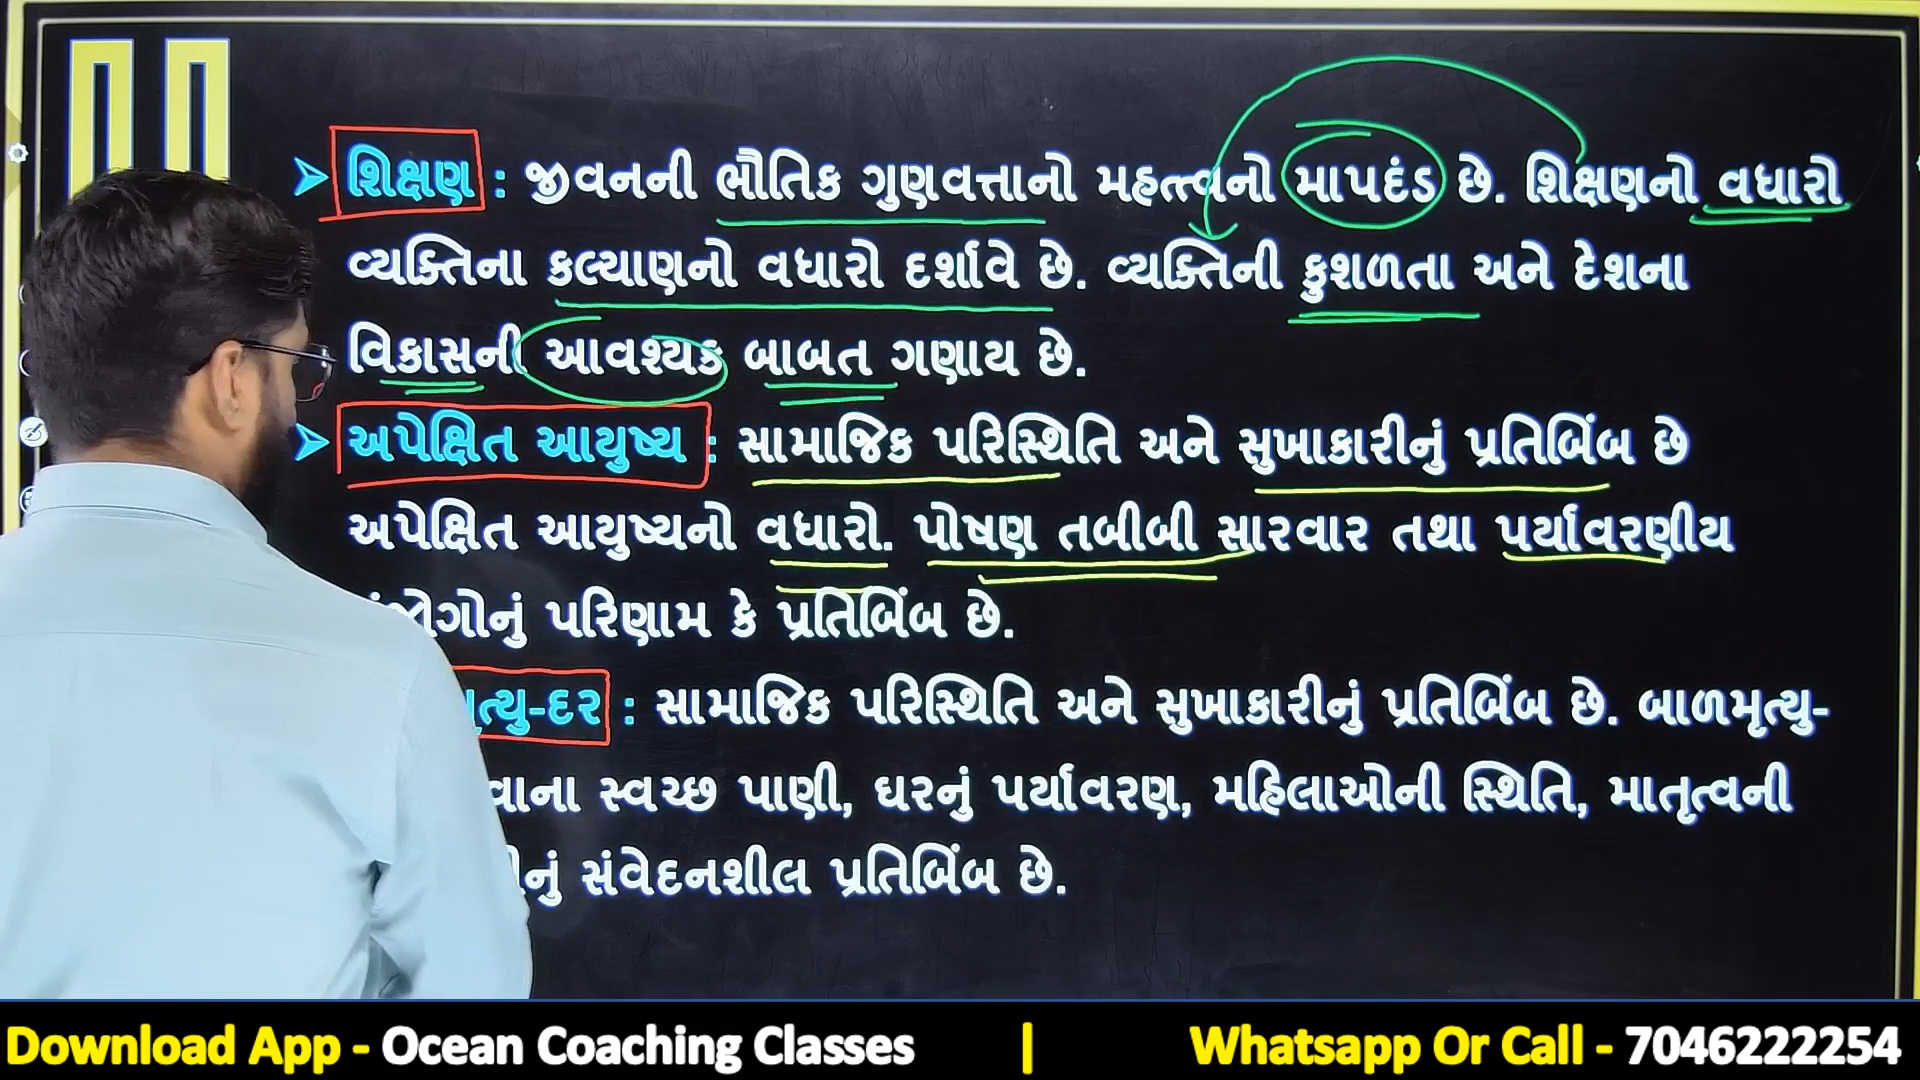 શિક્ષણ : જીવનની ભૌતિક ગુણવત્તાનો મહત્ત્વનો માપદંડ છે. શિક્ષણનો વધારો
વ્યક્તિના કલ્યાણનો વધારો દર્શાવે છે. વ્યક્તિની કુશળતા અને દેશના
વિકાસની આવશ્યક બાબત ગણાય છે.
અપેક્ષિત આયુષ્ય : સામાજિક પરિસ્થિતિ અને સુખાકારીનું પ્રતિબિંબ છે
અપેક્ષિત આયુષ્યનો વધારો. પોષણ તબીબી સારવાર તથા પર્યાવરણીય
પરિણામ કે પ્રતિબિંબ છે.
: સામાજિક પરિસ્થિતિ અને સુખાકારીનું પ્રતિબિંબ છે. બાળમૃત્યુ-
સ્વચ્છ પાણી, ઘરનું પર્યાવરણ, મહિલાઓની સ્થિતિ, માતૃત્વની
સંવેદનશીલ પ્રતિબિંબ છે.
Download App - Ocean Coaching Classes | Whatsapp Or Call - 7046222254